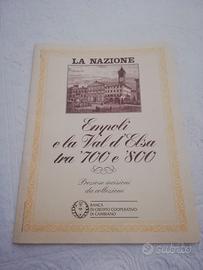 LA NAZIONE
Empoli
e la Val d'Elsa
tra '700 e '800
Preziose incisioni
da collezione
BANCA
DI CREDITO COOPERATIVO
DI CAMBIANO
subito